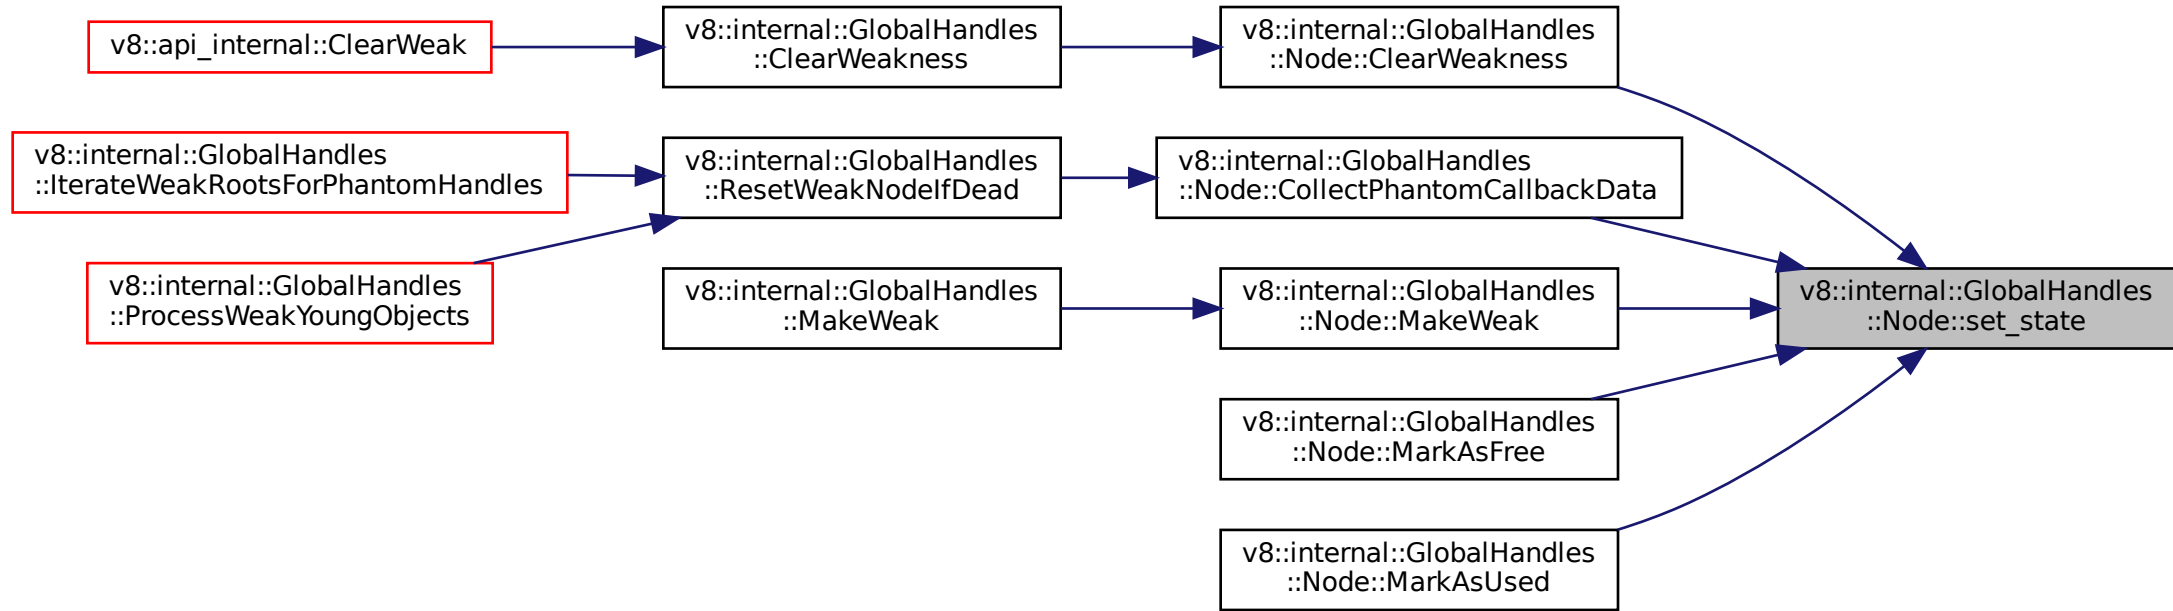 v8::api_internal::ClearWeak
v8::internal::GlobalHandles
::ClearWeakness
v8::internal::GlobalHandles
::Node::ClearWeakness
v8::internal::GlobalHandles
::IterateWeakRootsForPhantomHandles
v8::internal::GlobalHandles
::ResetWeakNodeIfDead
v8::internal::GlobalHandles
::Node::CollectPhantomCallbackData
v8::internal::GlobalHandles
::ProcessWeakYoungObjects
v8::internal::GlobalHandles
::MakeWeak
v8::internal::GlobalHandles
::Node::MakeWeak
v8::internal::GlobalHandles
::Node::set_state
v8::internal::GlobalHandles
::Node::MarkAsFree
v8::internal::GlobalHandles
::Node::MarkAsUsed